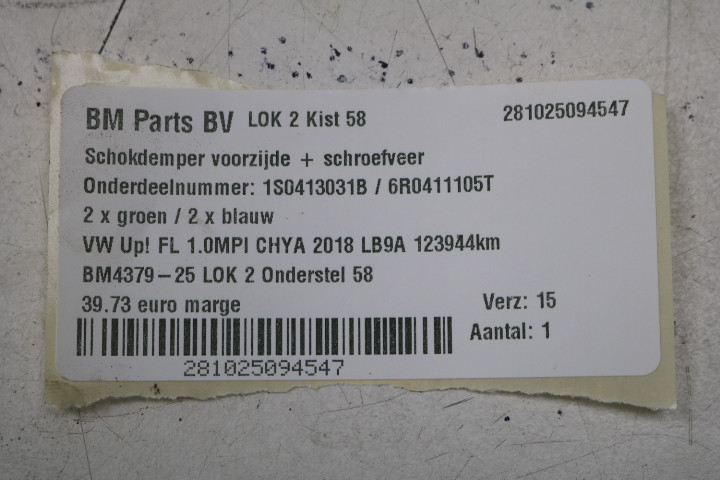 BM Parts BV LOK 2 Kist 58 281025094547
Schokdemper voorzijde + schroefveer
Onderdeelnummer: 1S0413031B / 6R0411105T
2 x groen / 2 x blauw
VW Up! FL 1.0MPI CHYA 2018 LB9A 123944km
BM4379-25 LOK 2 Onderstel 58
39.73 euro marge Verz: 15
Aantal: 1
281025094547